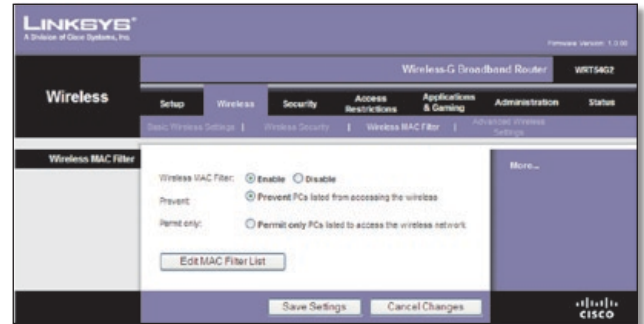 LINKSYS®
A Division of Cisco Systems, Inc.
Firmware Version: 1.0.00
Wireless-G Broadband Router WRT54G2
Wireless
Setup Wireless Security Access Restrictions Applications & Gaming Administration Status
Basic Wireless Settings | Wireless Security | Wireless MAC Filter | Advanced Wireless Settings
Wireless MAC Filter
Wireless MAC Filter: Enable Disable
Prevent: Prevent PCs listed from accessing the wireless
Permit only: Permit only PCs listed to access the wireless network
Edit MAC Filter List
More...
Save Settings Cancel Changes
CISCO